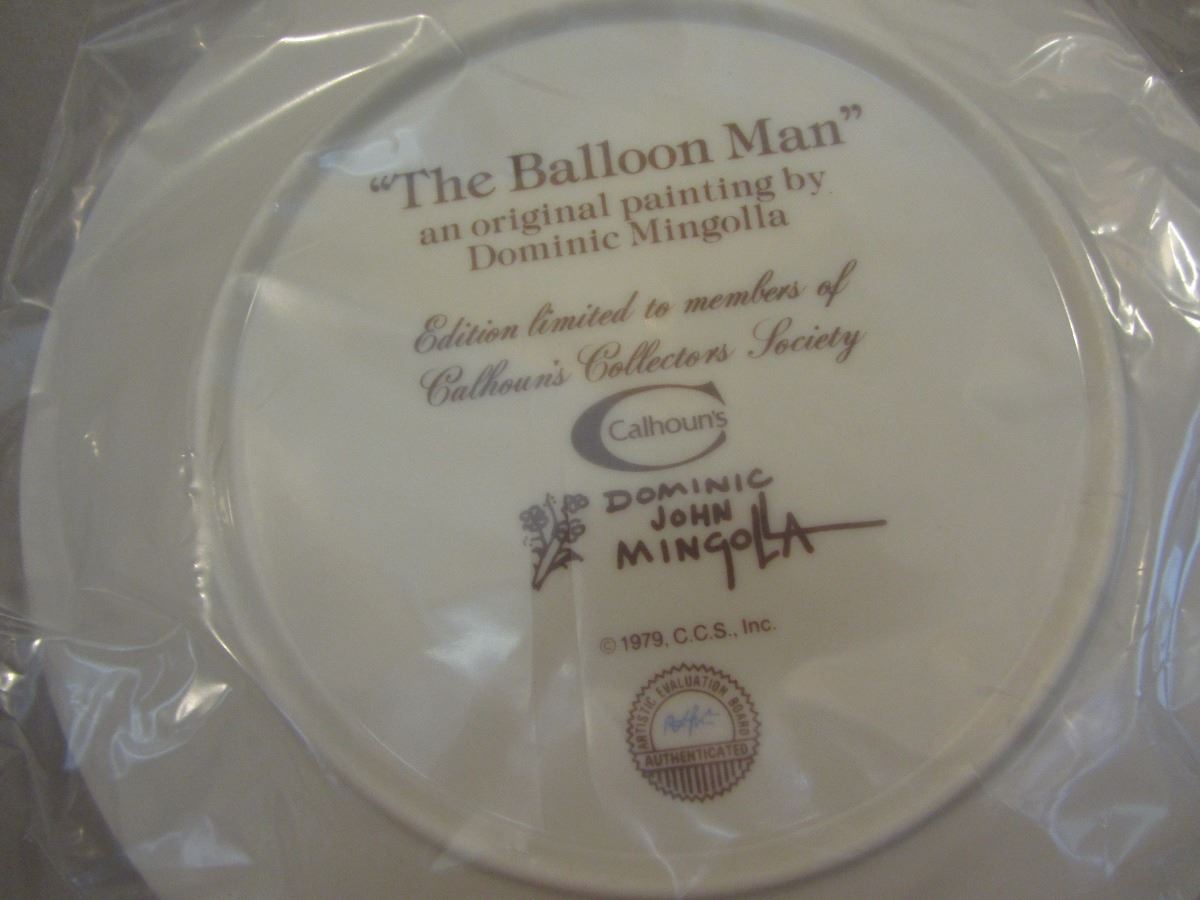 “The Balloon Man”
an original painting by
Dominic Mingolla
Edition limited to members of
Calhoun's Collectors Society
Calhoun's
DOMINIC
JOHN
MINGOLLA
© 1979, C.C.S., Inc.
ARTISTIC EVALUATION BOARD
AUTHENTICATED